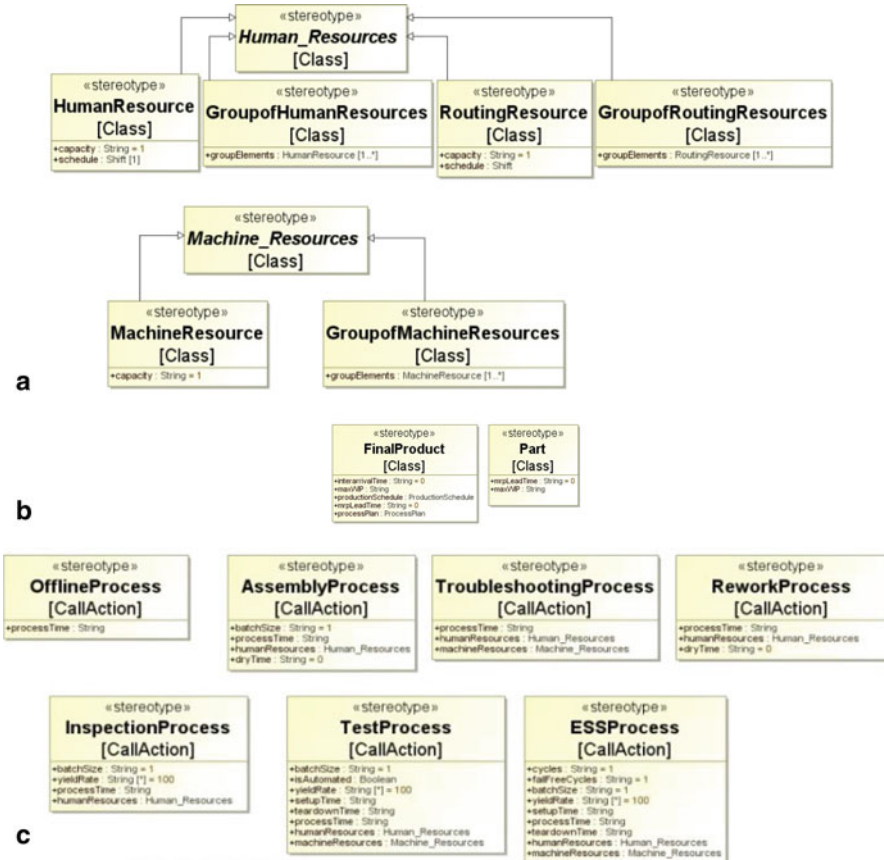 «stereotype»
Human_Resources
[Class]
«stereotype»
HumanResource
[Class]
+capacity : String = 1
+schedule : Shift [1]
«stereotype»
GroupofHumanResources
[Class]
+groupElements : HumanResource [1..*]
«stereotype»
RoutingResource
[Class]
+capacity : String = 1
+schedule : Shift
«stereotype»
GroupofRoutingResources
[Class]
+groupElements : RoutingResource [1..*]
«stereotype»
Machine_Resources
[Class]
«stereotype»
MachineResource
[Class]
+capacity : String = 1
«stereotype»
GroupofMachineResources
[Class]
+groupElements : MachineResource [1..*]
a
«stereotype»
FinalProduct
[Class]
+interarrivalTime : String = 0
+maxWIP : String
+productionSchedule : ProductionSchedule
+mrpLeadTime : String = 0
+processPlan : ProcessPlan
«stereotype»
Part
[Class]
+mrpLeadTime : String = 0
+maxWIP : String
b
«stereotype»
OfflineProcess
[CallAction]
+processTime : String
«stereotype»
AssemblyProcess
[CallAction]
+batchSize : String = 1
+processTime : String
+humanResources : Human_Resources
+dryTime : String = 0
«stereotype»
TroubleshootingProcess
[CallAction]
+processTime : String
+humanResources : Human_Resources
+machineResources : Machine_Resources
«stereotype»
ReworkProcess
[CallAction]
+processTime : String
+humanResources : Human_Resources
+dryTime : String = 0
«stereotype»
InspectionProcess
[CallAction]
+batchSize : String = 1
+yieldRate : String [*] = 100
+processTime : String
+humanResources : Human_Resources
«stereotype»
TestProcess
[CallAction]
+batchSize : String = 1
+isAutomated : Boolean
+yieldRate : String [*] = 100
+setupTime : String
+teardownTime : String
+processTime : String
+humanResources : Human_Resources
+machineResources : Machine_Resources
«stereotype»
ESSProcess
[CallAction]
+cycles : String = 1
+failFreeCycles : String = 1
+batchSize : String = 1
+yieldRate : String [*] = 100
+setupTime : String
+processTime : String
+teardownTime : String
+humanResources : Human_Resources
+machineResources : Machine_Resources
c